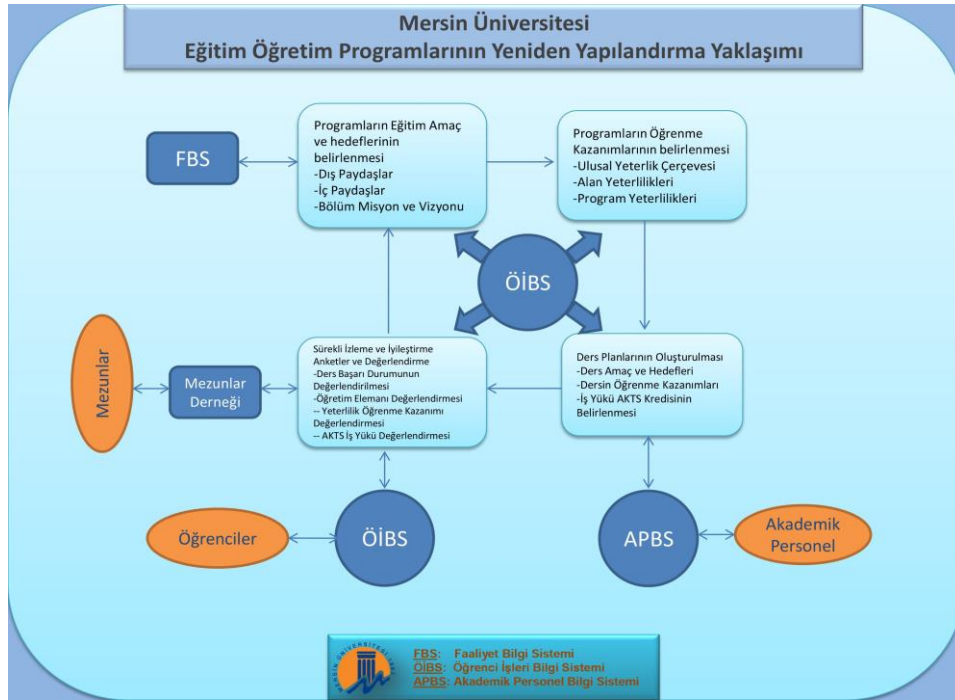 Mersin Üniversitesi
Eğitim Öğretim Programlarının Yeniden Yapılandırma Yaklaşımı
FBS
Programların Eğitim Amaç
ve hedeflerinin
belirlenmesi
-Dış Paydaşlar
-İç Paydaşlar
-Bölüm Misyon ve Vizyonu
Programların Öğrenme
Kazanımlarının belirlenmesi
-Ulusal Yeterlik Çerçevesi
-Alan Yeterlilikleri
-Program Yeterlilikleri
ÖİBS
Mezunlar
Mezunlar
Derneği
Sürekli İzleme ve İyileştirme
Anketler ve Değerlendirme
-Ders Başarı Durumunun
Değerlendirilmesi
-Öğretim Elemanı Değerlendirmesi
-- Yeterlilik Öğrenme Kazanımı
Değerlendirmesi
-- AKTS İş Yükü Değerlendirmesi
Ders Planlarının Oluşturulması
-Ders Amaç ve Hedefleri
-Dersin Öğrenme Kazanımları
-İş Yükü AKTS Kredisinin
Belirlenmesi
Öğrenciler
ÖİBS
APBS
Akademik
Personel
FBS: Faaliyet Bilgi Sistemi
ÖİBS: Öğrenci İşleri Bilgi Sistemi
APBS: Akademik Personel Bilgi Sistemi